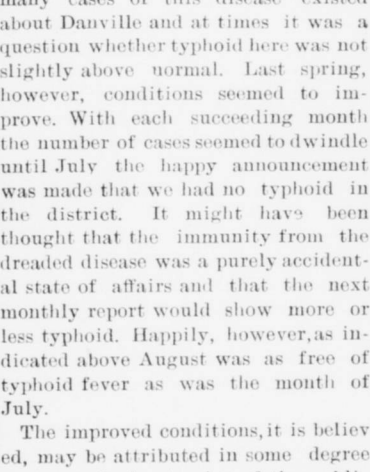 many cases of this disease existed
about Danville and at times it was a
question whether typhoid here was not
slightly above normal. Last spring,
however, conditions seemed to im-
prove. With each succeeding month
the number of cases seemed to dwindle
until July the happy announcement
was made that we had no typhoid in
the district. It might have been
thought that the immunity from the
dreaded disease was a purely accident-
al state of affairs and that the next
monthly report would show more or
less typhoid. Happily, however,as in-
dicated above August was as free of
typhoid fever as was the month of
July.
The improved conditions,it is believ
ed, may be attributed in some degree